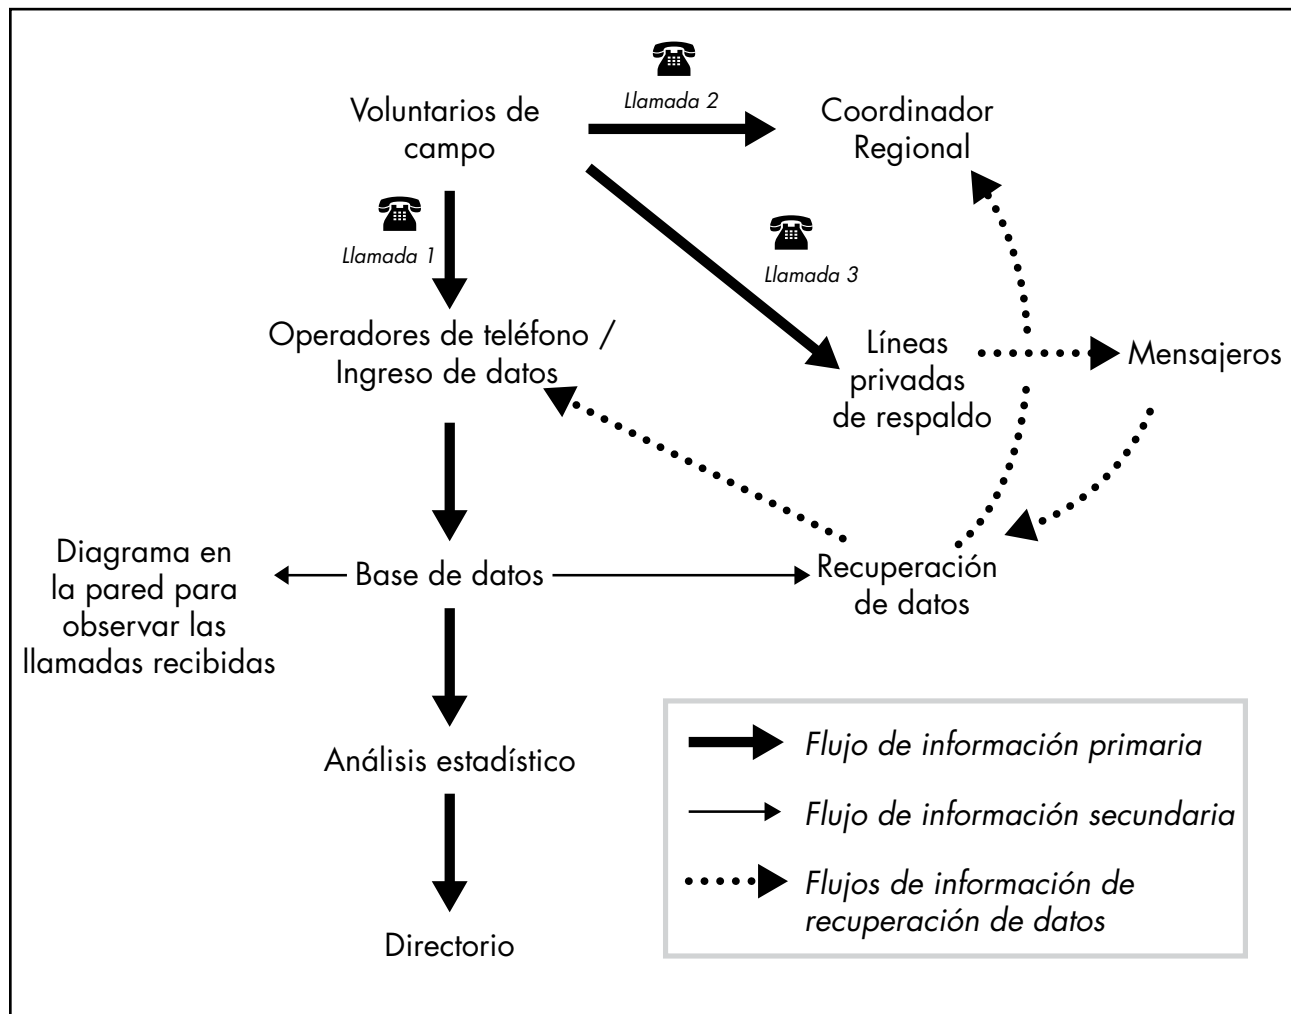 Llamada 2
Voluntarios de
campo
Coordinador
Regional
Llamada 1
Llamada 3
Operadores de teléfono /
Ingreso de datos
Líneas
privadas
de respaldo
Mensajeros
Diagrama en
la pared para
observar las
llamadas recibidas
Base de datos
Recuperación
de datos
Análisis estadístico
Directorio
Flujo de información primaria
Flujo de información secundaria
Flujos de información de
recuperación de datos